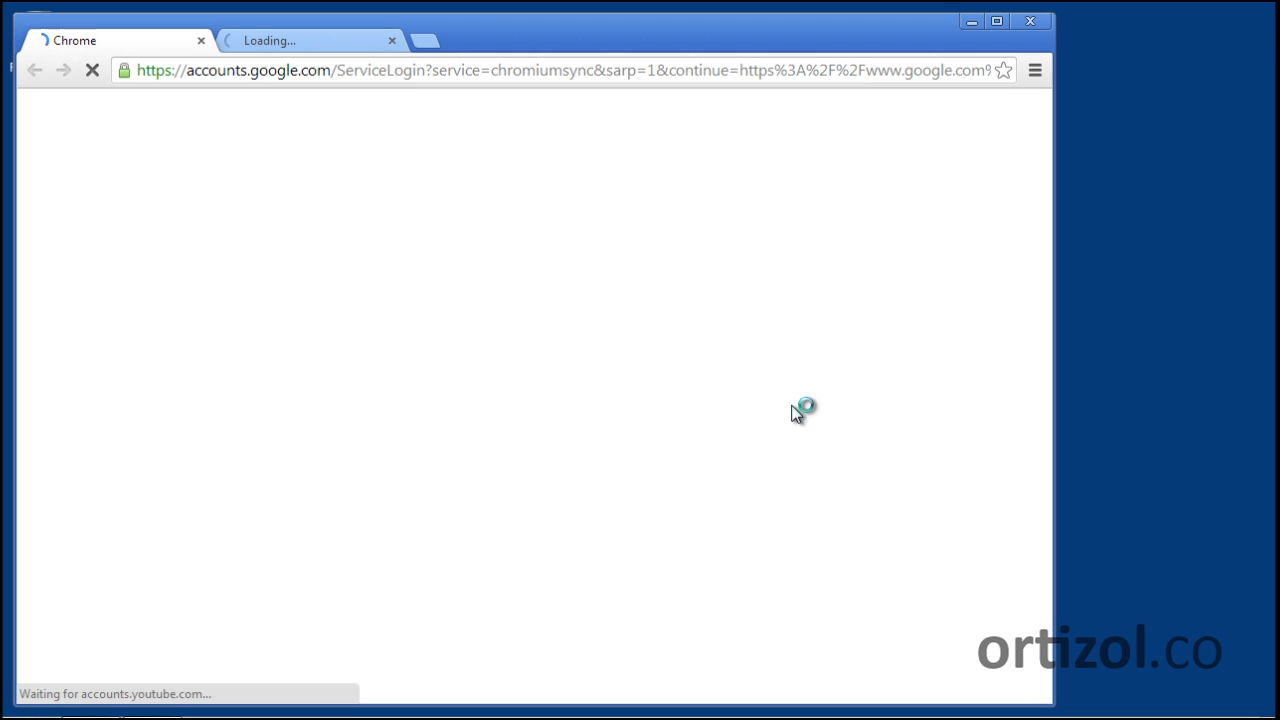 Chrome
Loading...
https://accounts.google.com/ServiceLogin?service=chromiumsync&sarp=1&continue=https%3A%2F%2Fwww.google.com%
ortizol.co
Waiting for accounts.youtube.com...